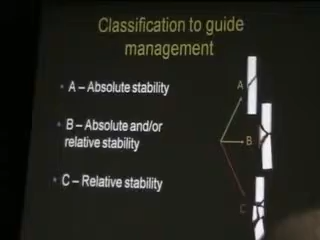 Classification to guide
management
A – Absolute stability
A
B – Absolute and/or
relative stability
B
C – Relative stability
C